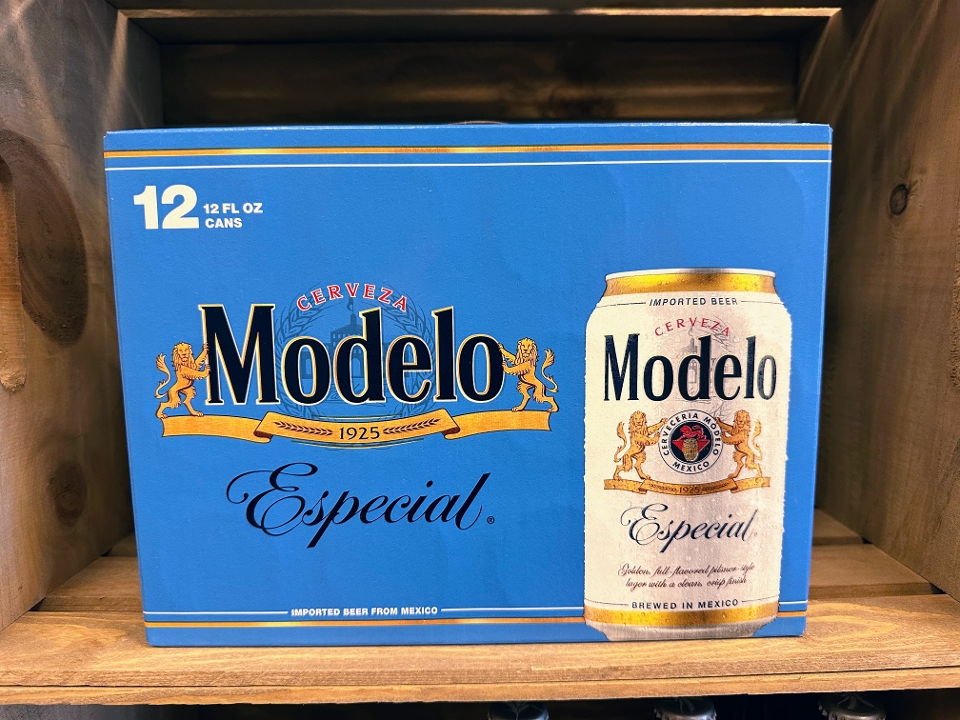 12 12 FL OZ
CANS
CERVEZA
Modelo
1925
Especial®
IMPORTED BEER FROM MEXICO
IMPORTED BEER
CERVEZA
Modelo
CERVECERIA MODELO
MEXICO
1925
Especial
Golden, full-flavored pilsner-style
lager with a clean, crisp finish
BREWED IN MEXICO